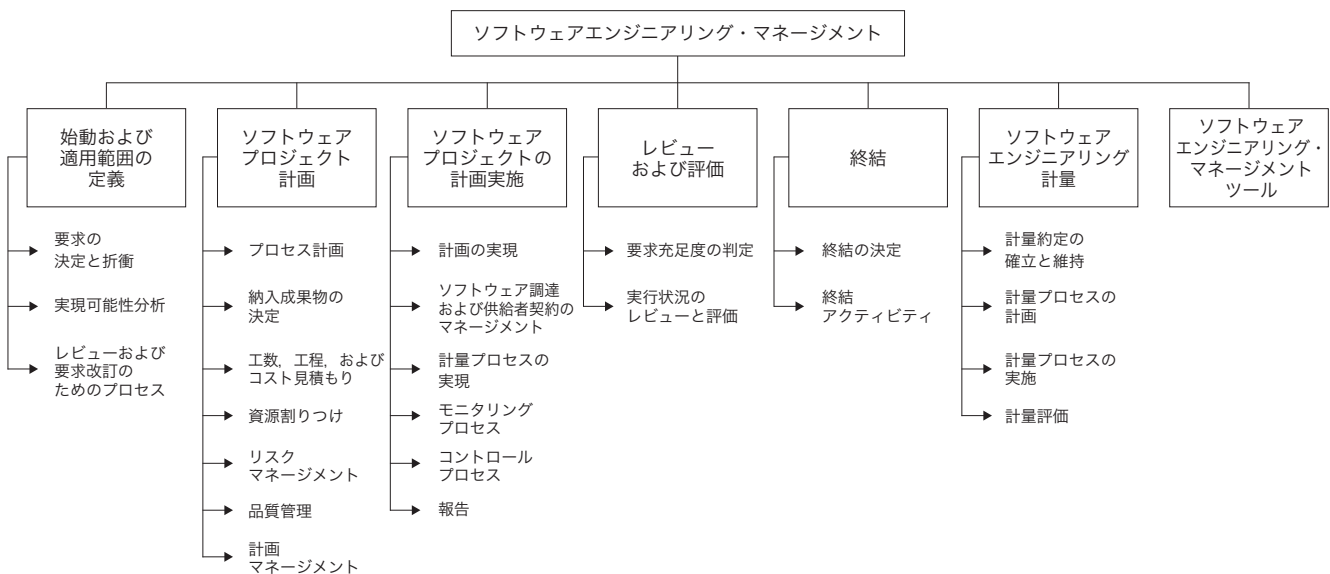 ソフトウェアエンジニアリング・マネージメント
始動および
適用範囲の
定義
要求の
決定と折衝
実現可能性分析
レビューおよび
要求改訂の
ためのプロセス
ソフトウェア
プロジェクト
計画
プロセス計画
納入成果物の
決定
工数，工程，および
コスト見積もり
資源割りつけ
リスク
マネージメント
品質管理
計画
マネージメント
ソフトウェア
プロジェクトの
計画実施
計画の実現
ソフトウェア調達
および供給者契約の
マネージメント
計量プロセスの
実現
モニタリング
プロセス
コントロール
プロセス
報告
レビュー
および評価
要求充足度の判定
実行状況の
レビューと評価
終結
終結の決定
終結
アクティビティ
ソフトウェア
エンジニアリング
計量
計量約定の
確立と維持
計量プロセスの
計画
計量プロセスの
実施
計量評価
ソフトウェア
エンジニアリング・
マネージメント
ツール